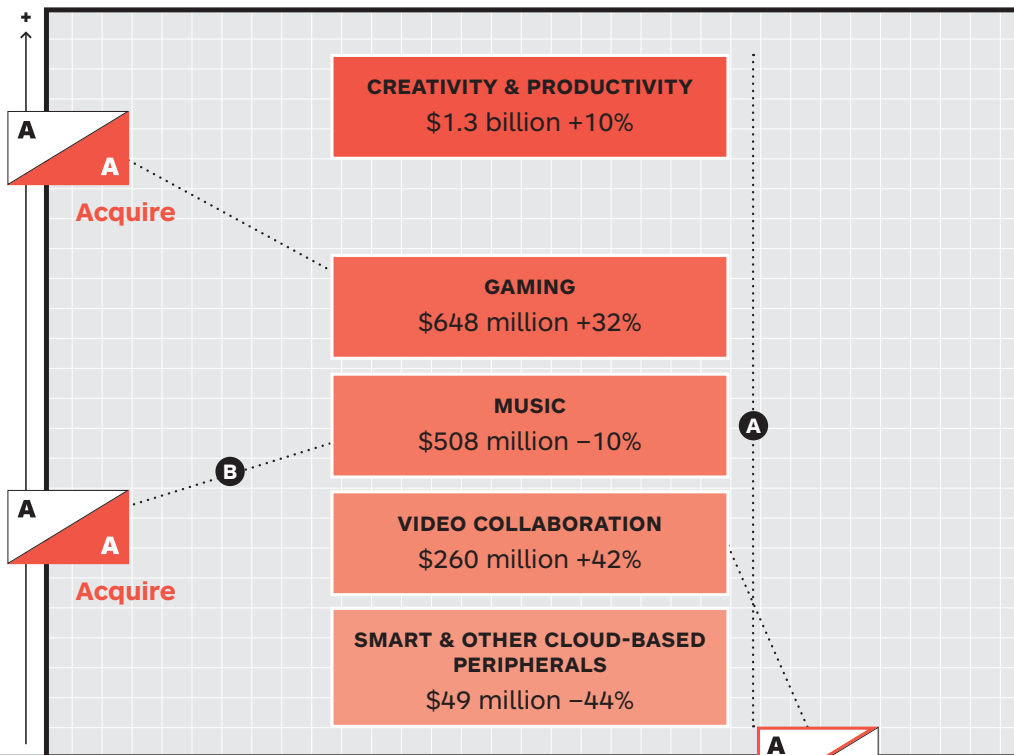 +
CREATIVITY & PRODUCTIVITY
$1.3 billion +10%
A
A
Acquire
GAMING
$648 million +32%
MUSIC
$508 million −10%
A
B
A
A
Acquire
VIDEO COLLABORATION
$260 million +42%
SMART & OTHER CLOUD-BASED
PERIPHERALS
$49 million −44%
A